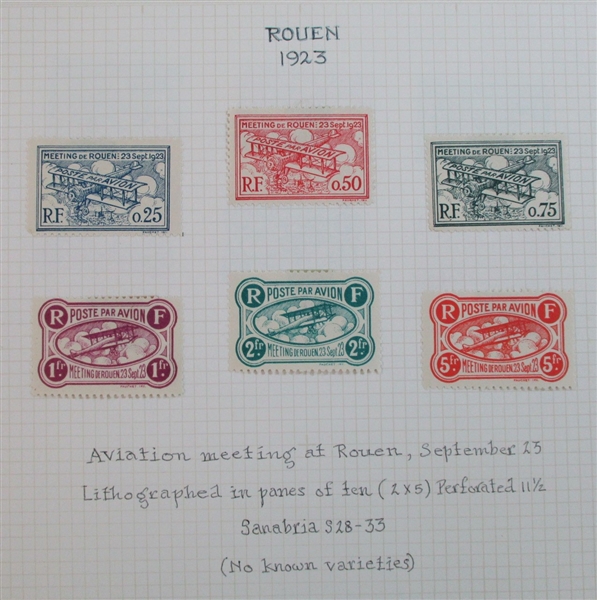 ROUEN
1923
MEETING DE ROUEN: 23 Sept. 1923
POSTE PAR AVION
R.F. 0.25
MEETING DE ROUEN: 23 Sept. 1923
POSTE PAR AVION
R.F. 0.50
MEETING DE ROUEN: 23 Sept. 1923
POSTE PAR AVION
R.F. 0.75
R POSTE PAR AVION F
1fr MEETING DE ROUEN. 23 Sept. 23 1fr
R POSTE PAR AVION F
2fr MEETING DE ROUEN. 23 Sept. 23 2fr
R POSTE PAR AVION F
5fr MEETING DE ROUEN. 23 Sept. 23 5fr
Aviation meeting at Rouen, September 23
Lithographed in panes of ten (2x5) Perforated 11½
Sanabria S28-33
(No known varieties)